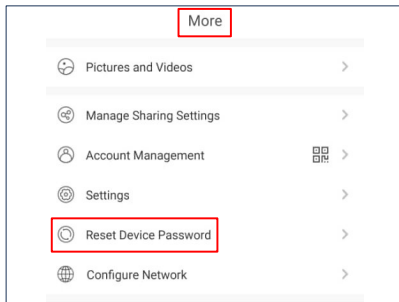 More
Pictures and Videos
Manage Sharing Settings
Account Management
Settings
Reset Device Password
Configure Network